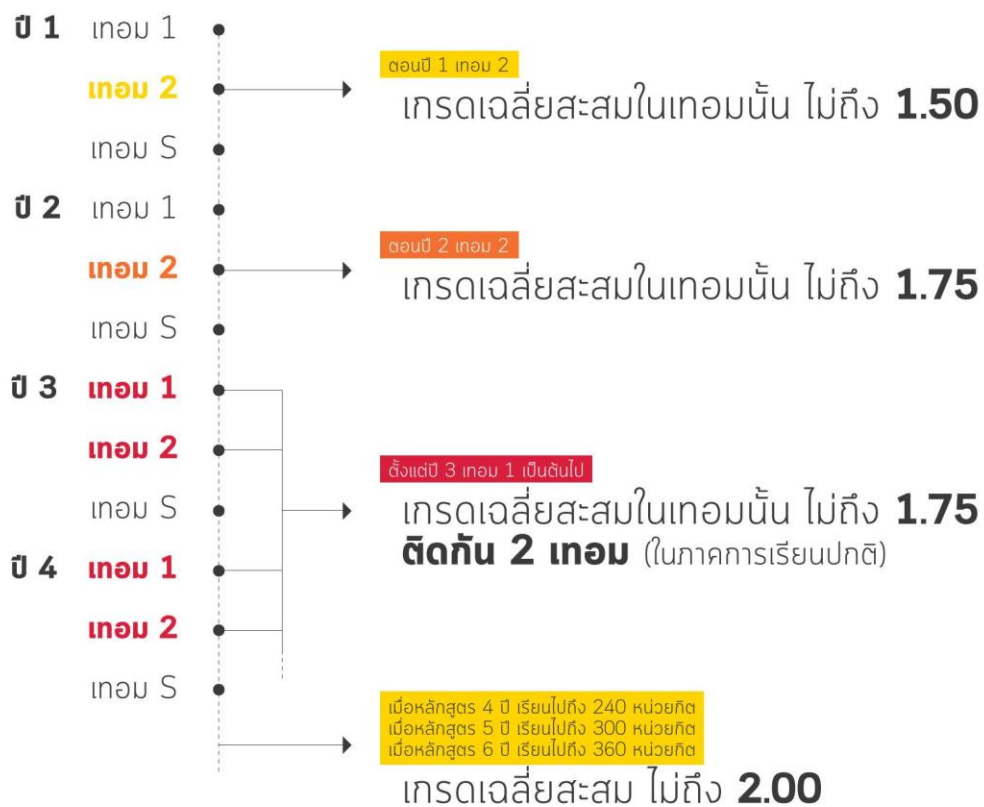 ปี 1 เทอม 1
ตอนปี 1 เทอม 2
เทอม 2
เกรดเฉลี่ยสะสมในเทอมนั้น ไม่ถึง 1.50
เทอม S
ปี 2 เทอม 1
ตอนปี 2 เทอม 2
เทอม 2
เกรดเฉลี่ยสะสมในเทอมนั้น ไม่ถึง 1.75
เทอม S
ปี 3 เทอม 1
เทอม 2
ตั้งแต่ปี 3 เทอม 1 เป็นต้นไป
เทอม S
เกรดเฉลี่ยสะสมในเทอมนั้น ไม่ถึง 1.75
ติดกัน 2 เทอม (ในภาคการเรียนปกติ)
ปี 4 เทอม 1
เทอม 2
เทอม S
เมื่อหลักสูตร 4 ปี เรียนไปถึง 240 หน่วยกิต
เมื่อหลักสูตร 5 ปี เรียนไปถึง 300 หน่วยกิต
เมื่อหลักสูตร 6 ปี เรียนไปถึง 360 หน่วยกิต
เกรดเฉลี่ยสะสม ไม่ถึง 2.00